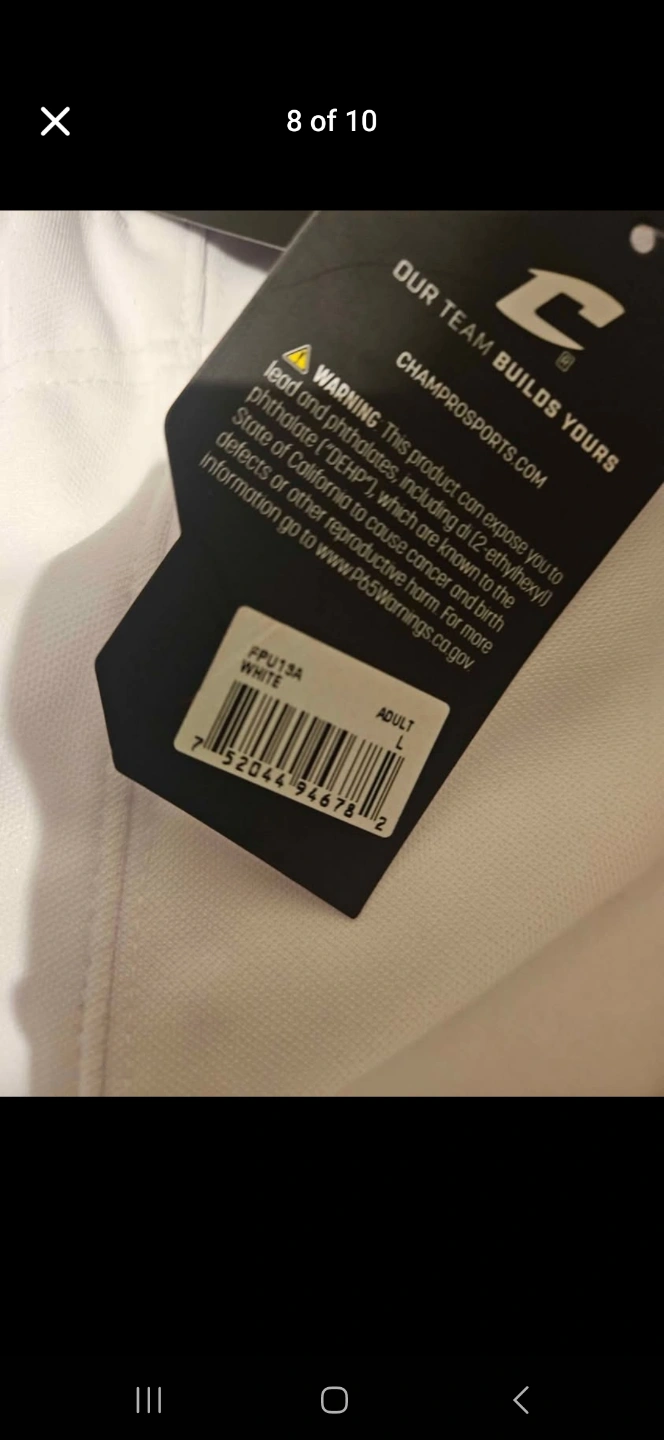 8 of 10
OUR TEAM BUILDS YOURS
CHAMPROSPORTS.COM
WARNING This product can expose you to
lead and phthalates, including di (2-ethylhexyl)
phthalate ("DEHP"), which are known to the
State of California to cause cancer and birth
defects or other reproductive harm. For more
information go to www.P65Warnings.ca.gov.
FPU13A
WHITE
ADULT
L
7 52044 94678 2